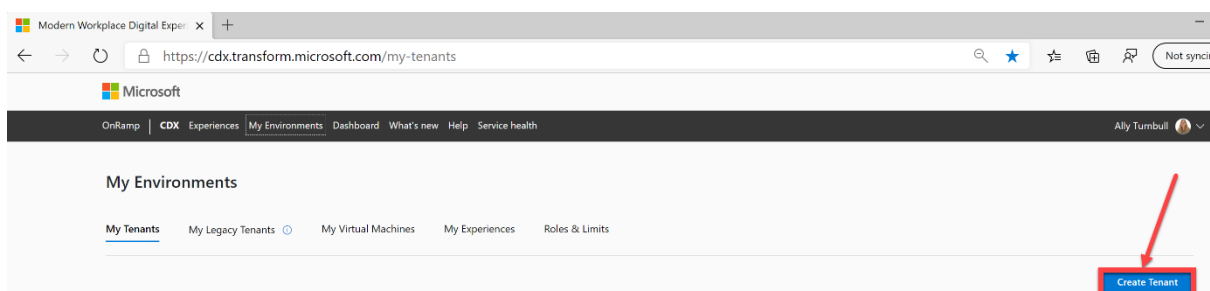 Modern Workplace Digital Exper
https://cdx.transform.microsoft.com/my-tenants
Not synci
Microsoft
OnRamp | CDX Experiences My Environments Dashboard What's new Help Service health Ally Turnbull
My Environments
My Tenants My Legacy Tenants My Virtual Machines My Experiences Roles & Limits
Create Tenant